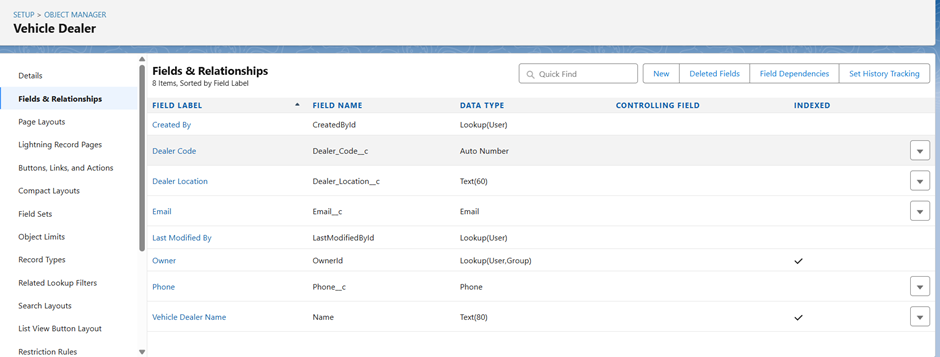 SETUP > OBJECT MANAGER
Vehicle Dealer
Details
Fields & Relationships
Page Layouts
Lightning Record Pages
Buttons, Links, and Actions
Compact Layouts
Field Sets
Object Limits
Record Types
Related Lookup Filters
Search Layouts
List View Button Layout
Restriction Rules
Fields & Relationships
8 Items, Sorted by Field Label
Quick Find
New
Deleted Fields
Field Dependencies
Set History Tracking
FIELD LABEL FIELD NAME DATA TYPE CONTROLLING FIELD INDEXED
Created By CreatedById Lookup(User)
Dealer Code Dealer_Code__c Auto Number
Dealer Location Dealer_Location__c Text(60)
Email Email__c Email
Last Modified By LastModifiedById Lookup(User)
Owner OwnerId Lookup(User,Group)
Phone Phone__c Phone
Vehicle Dealer Name Name Text(80)